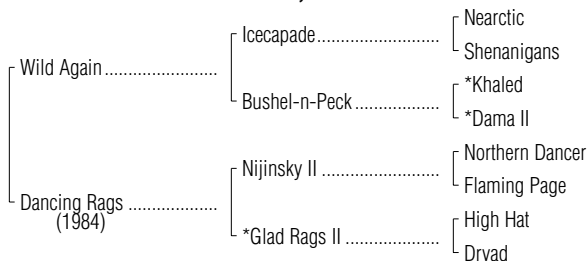 Nearctic
Icecapade
Shenanigans
Wild Again
*Khaled
Bushel-n-Peck
*Dama II
Northern Dancer
Nijinsky II
Flaming Page
Dancing Rags
(1984)
High Hat
*Glad Rags II
Dryad